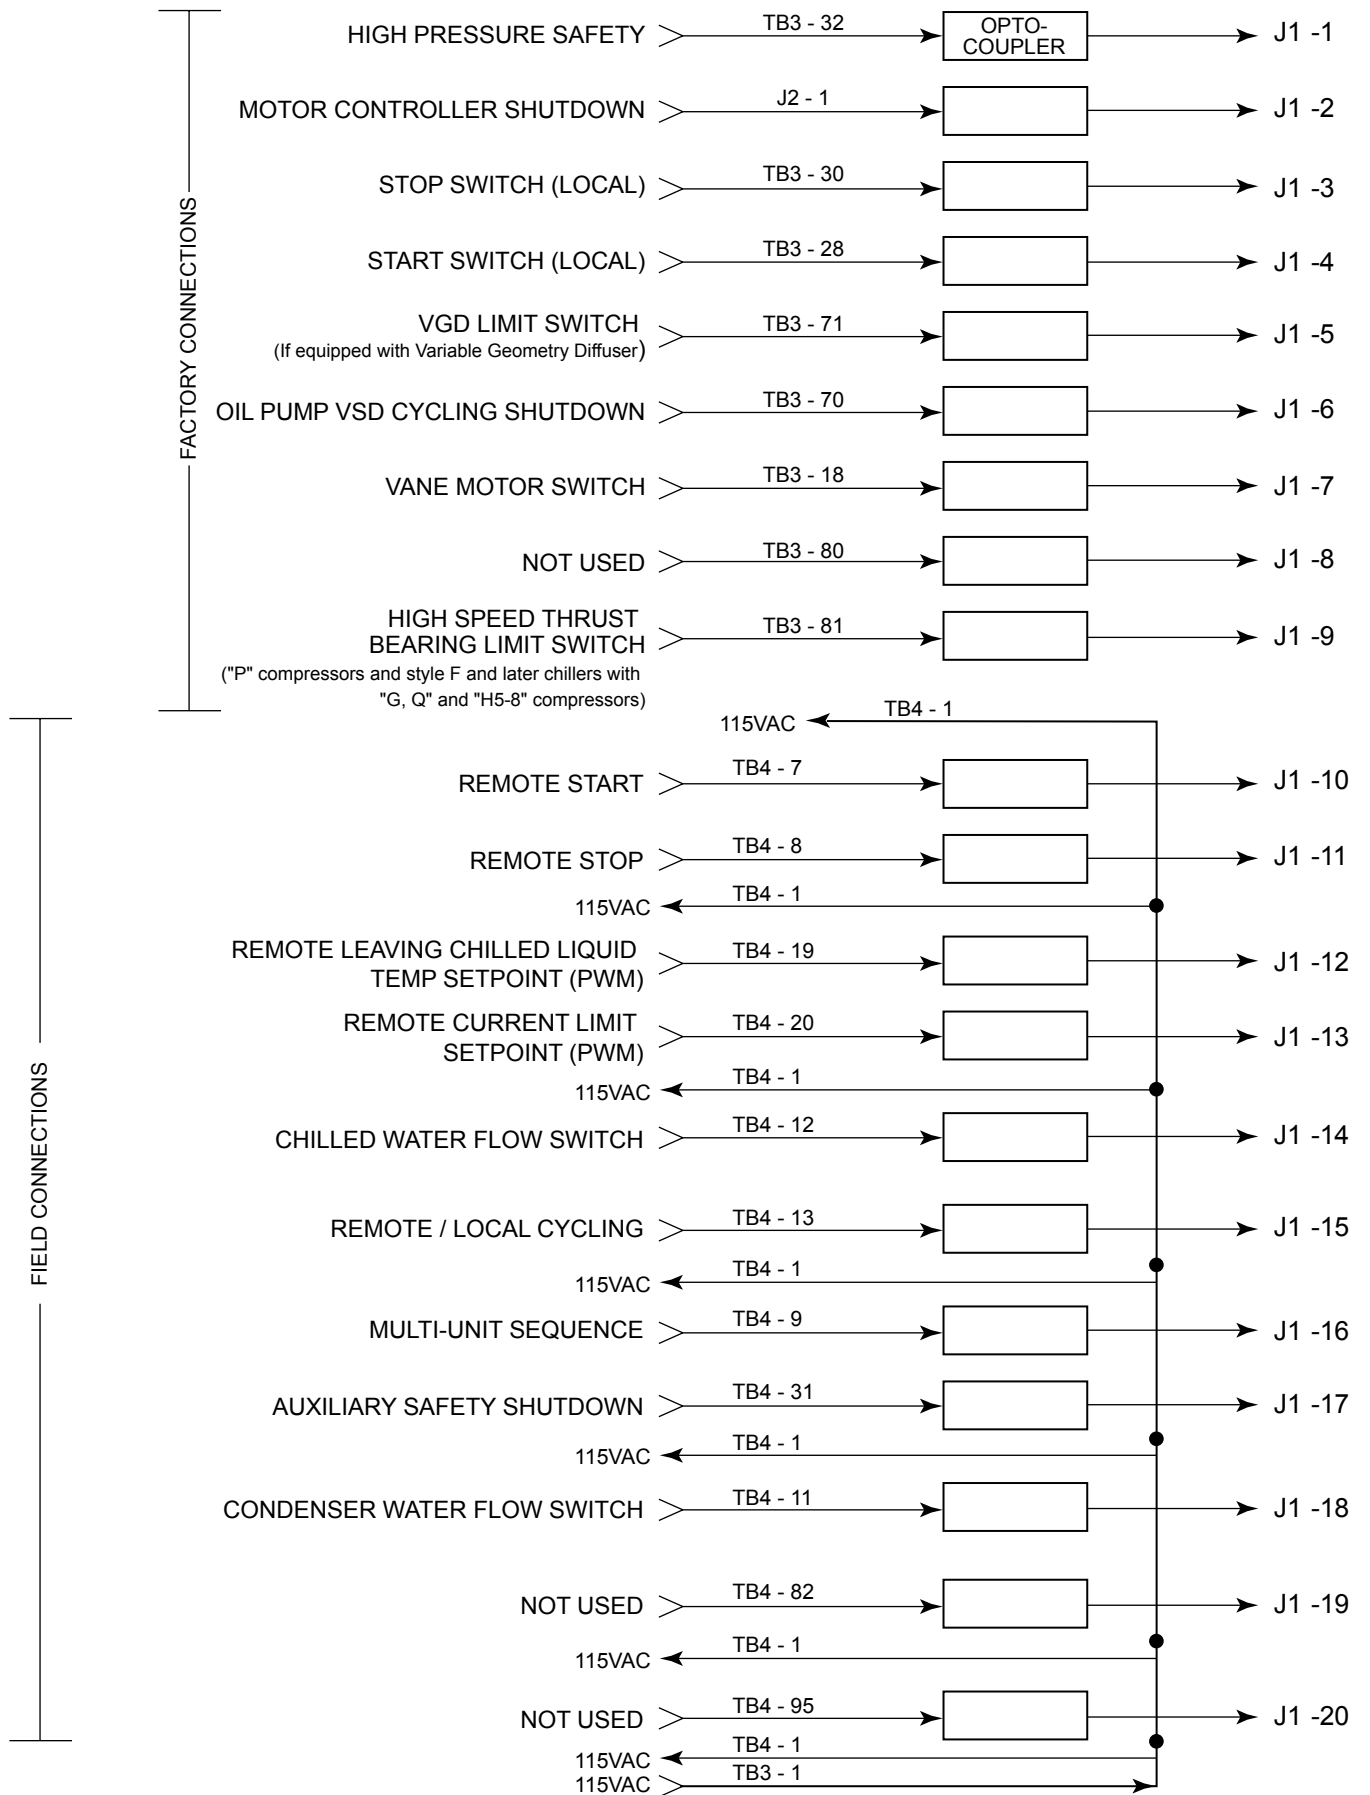 HIGH PRESSURE SAFETY TB3 - 32 OPTO-
COUPLER J1 -1
MOTOR CONTROLLER SHUTDOWN J2 - 1 J1 -2
STOP SWITCH (LOCAL) TB3 - 30 J1 -3
START SWITCH (LOCAL) TB3 - 28 J1 -4
VGD LIMIT SWITCH TB3 - 71 J1 -5
(If equipped with Variable Geometry Diffuser)
OIL PUMP VSD CYCLING SHUTDOWN TB3 - 70 J1 -6
VANE MOTOR SWITCH TB3 - 18 J1 -7
NOT USED TB3 - 80 J1 -8
HIGH SPEED THRUST
BEARING LIMIT SWITCH TB3 - 81 J1 -9
("P" compressors and style F and later chillers with
"G, Q" and "H5-8" compressors)
FACTORY CONNECTIONS
115VAC TB4 - 1
REMOTE START TB4 - 7 J1 -10
REMOTE STOP TB4 - 8 J1 -11
115VAC TB4 - 1
REMOTE LEAVING CHILLED LIQUID
TEMP SETPOINT (PWM) TB4 - 19 J1 -12
REMOTE CURRENT LIMIT
SETPOINT (PWM) TB4 - 20 J1 -13
115VAC TB4 - 1
CHILLED WATER FLOW SWITCH TB4 - 12 J1 -14
REMOTE / LOCAL CYCLING TB4 - 13 J1 -15
115VAC TB4 - 1
MULTI-UNIT SEQUENCE TB4 - 9 J1 -16
AUXILIARY SAFETY SHUTDOWN TB4 - 31 J1 -17
115VAC TB4 - 1
CONDENSER WATER FLOW SWITCH TB4 - 11 J1 -18
NOT USED TB4 - 82 J1 -19
115VAC TB4 - 1
NOT USED TB4 - 95 J1 -20
115VAC TB4 - 1
115VAC TB3 - 1
FIELD CONNECTIONS